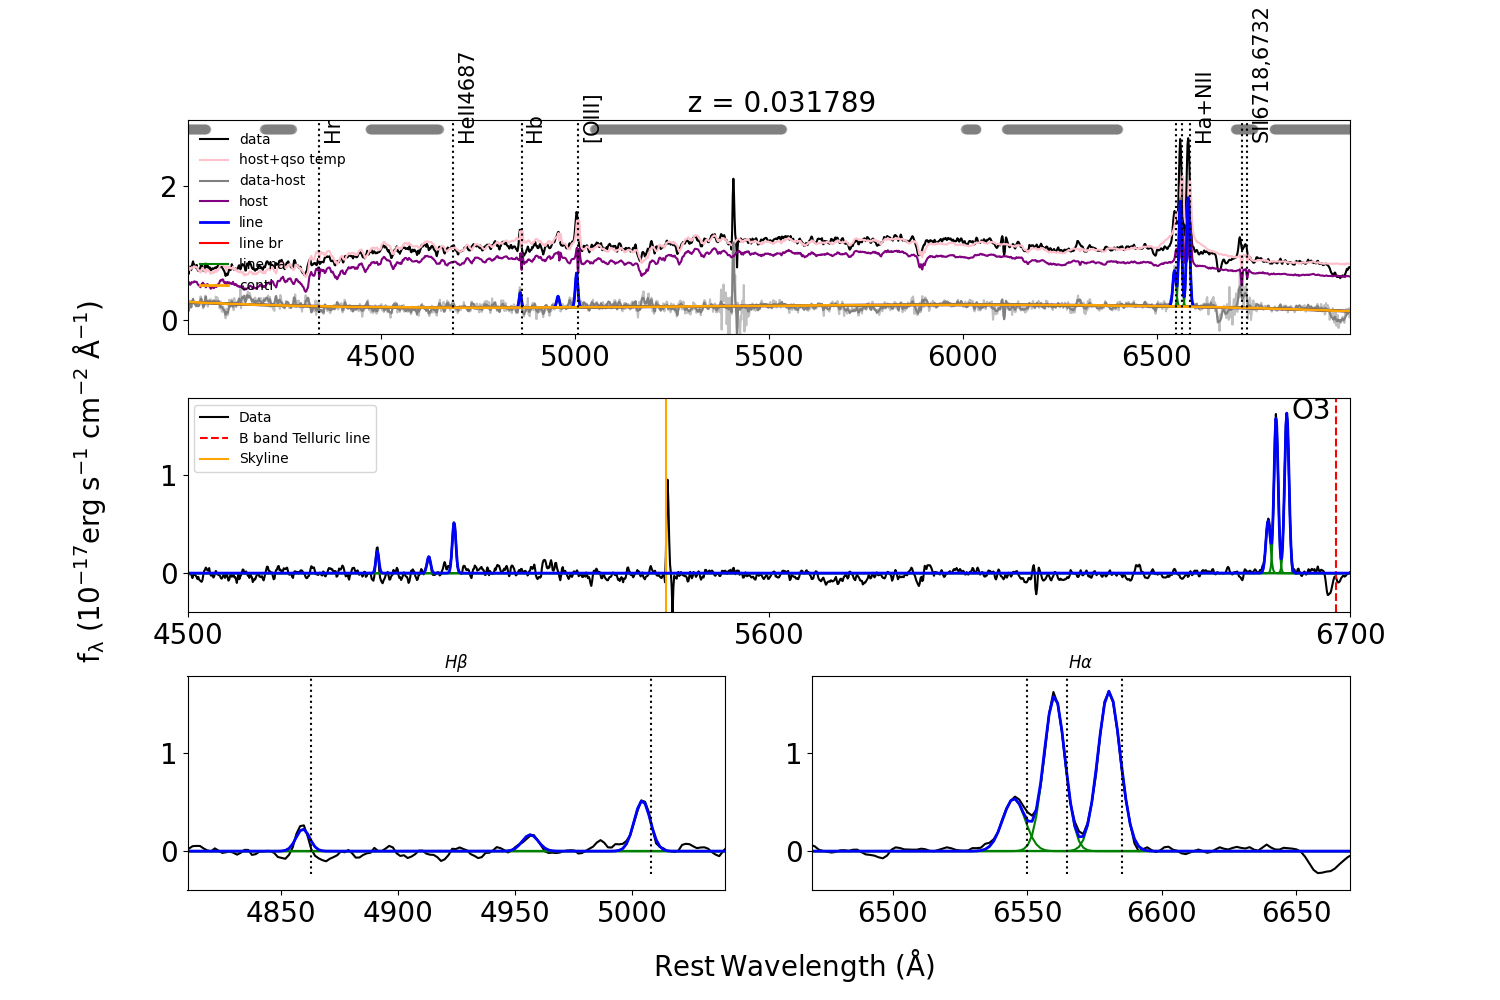 z = 0.031789
Hr
HeII4687
Hb
[OIII]
Ha+NII
SII6718,6732
data
host+qso temp
data-host
host
line
line br
line na
conti
2
0
4500 5000 5500 6000 6500
fλ (10⁻¹⁷erg s⁻¹ cm⁻² Å⁻¹)
Data
B band Telluric line
Skyline
O3
1
0
4500 5600 6700
Hβ
Hα
1
0
4850 4900 4950 5000
1
0
6500 6550 6600 6650
Rest Wavelength (Å)